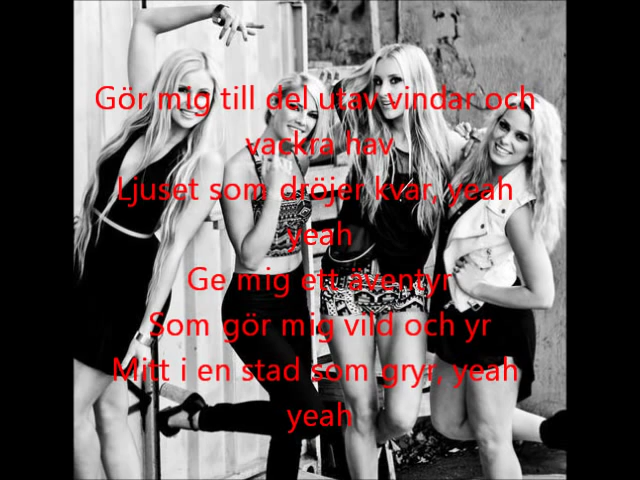 Gör mig till del utav vindar och
vackra hav
Ljuset som dröjer kvar, yeah
yeah
Ge mig ett äventyr
Som gör mig vild och yr
Mitt i en stad som gryr, yeah
yeah